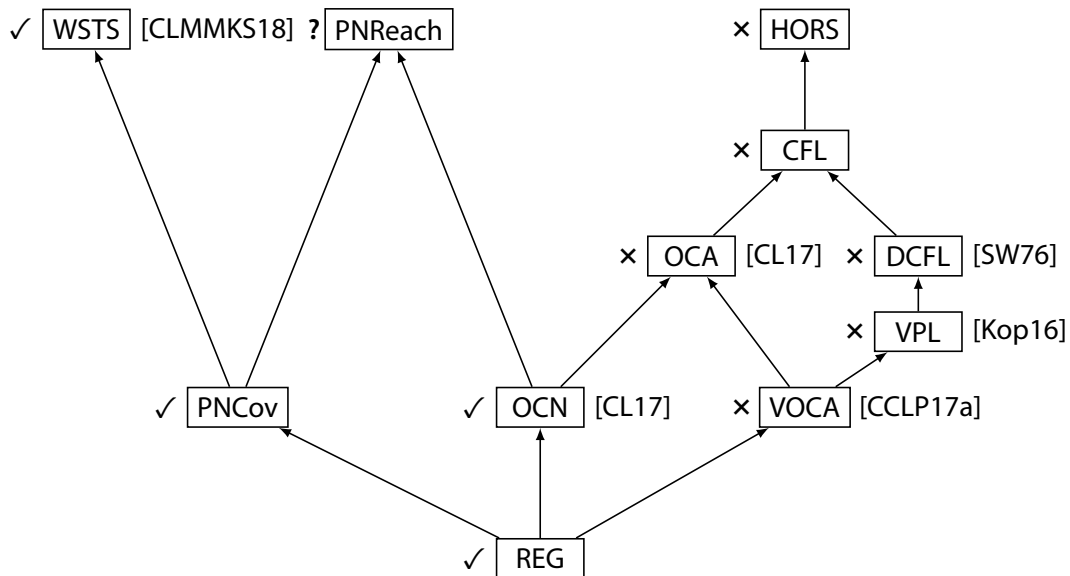 ✓ WSTS [CLMMKS18] ? PNReach × HORS
× CFL
× OCA [CL17] × DCFL [SW76]
× VPL [Kop16]
✓ PNCov ✓ OCN [CL17] × VOCA [CCLP17a]
✓ REG